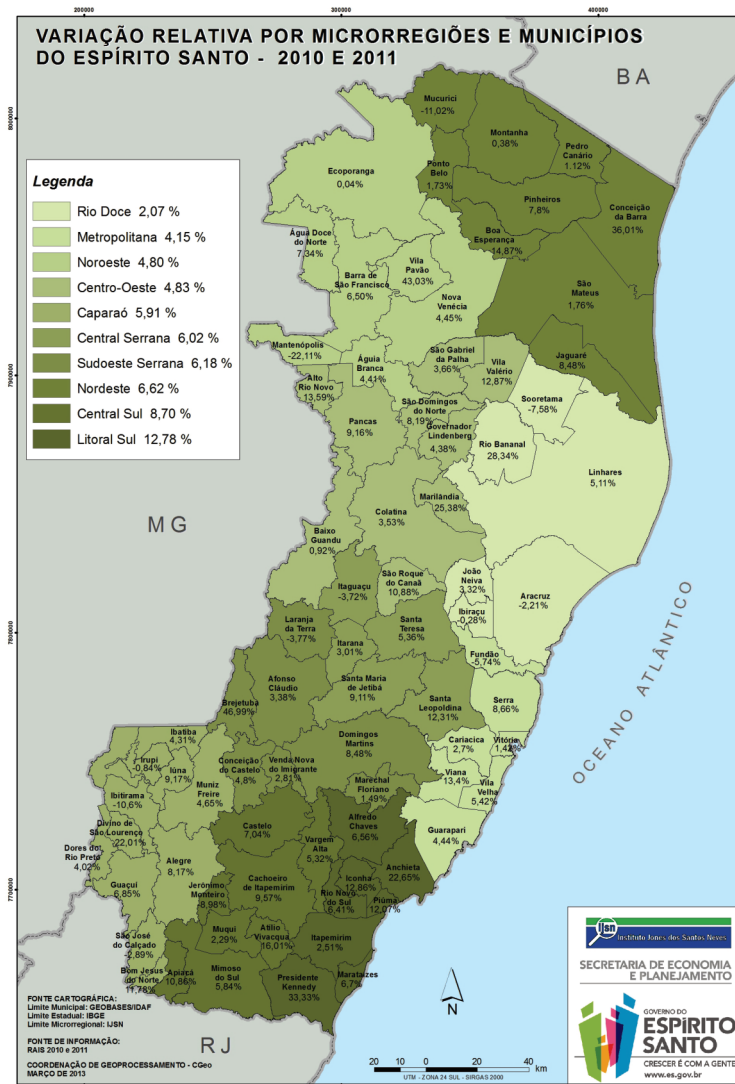 200000 300000 400000
VARIAÇÃO RELATIVA POR MICRORREGIÕES E MUNICÍPIOS
DO ESPÍRITO SANTO - 2010 E 2011
BA
8000000
7900000
7800000
7700000
Legenda
Rio Doce 2,07 %
Metropolitana 4,15 %
Noroeste 4,80 %
Centro-Oeste 4,83 %
Caparaó 5,91 %
Central Serrana 6,02 %
Sudoeste Serrana 6,18 %
Nordeste 6,62 %
Central Sul 8,70 %
Litoral Sul 12,78 %
Mucurici
-11,02%
Montanha
0,38%
Pedro
Canário
1.12%
Ecoporanga
0,04%
Ponto
Belo
1,73%
Pinheiros
7,8%
Conceição
da Barra
36,01%
Água Doce
do Norte
7,34%
Boa
Esperança
14,87%
Vila
Pavão
43,03%
Barra de
São Francisco
6,50%
São
Mateus
1,76%
Nova
Venécia
4,45%
Mantenópolis
-22,11%
Águia
Branca
4,41%
São Gabriel
da Palha
3,66%
Vila
Valério
12,87%
Jaguaré
8,48%
Alto
Rio Novo
13,59%
Sooretama
-7,58%
São Domingos
do Norte
8,19%
Pancas
9,16%
Governador
Lindenberg
4,38%
Rio Bananal
28,34%
Linhares
5,11%
Marilândia
25,38%
Colatina
3,53%
MG
Baixo
Guandu
0,92%
João
Neiva
3,32%
São Roque
do Canaã
10,88%
Itaguaçu
-3,72%
Aracruz
-2,21%
Ibiraçu
-0,28%
Laranja
da Terra
-3,77%
Santa
Teresa
5,36%
Itarana
3,01%
Fundão
-5,74%
Afonso
Cláudio
3,38%
Santa Maria
de Jetibá
9,11%
Brejetuba
46,99%
Santa
Leopoldina
12,31%
Serra
8,66%
OCEANO ATLÂNTICO
Ibatiba
4,31%
Domingos
Martins
8,48%
Cariacica
2,7%
Vitória
1,42%
Irupi
-0,84%
Iúna
9,17%
Conceição
do Castelo
4,8%
Venda Nova
do Imigrante
2,81%
Viana
13,4%
Vila
Velha
5,42%
Muniz
Freire
4,65%
Marechal
Floriano
1,49%
Ibitirama
-10,6%
Divino de
São Lourenço
-22,01%
Castelo
7,04%
Alfredo
Chaves
6,56%
Guarapari
4,44%
Dores do
Rio Preto
4,02%
Vargem
Alta
5,32%
Alegre
8,17%
Anchieta
22,65%
Guaçuí
6,85%
Jerônimo
Monteiro
-8,98%
Cachoeiro
de Itapemirim
9,57%
Iconha
12,86%
Rio Novo
do Sul
6,41%
Piúma
12,07%
São José
do Calçado
-2,89%
Muqui
2,29%
Atílio
Vivacqua
16,01%
Itapemirim
2,51%
Bom Jesus
do Norte
11,78%
Apiacá
10,86%
Mimoso
do Sul
5,64%
Presidente
Kennedy
33,33%
Marataízes
6,7%
FONTE CARTOGRÁFICA:
Limite Municipal: GEOBASES/IDAF
Limite Estadual: IBGE
Limite Microrregional: IJSN
FONTE DE INFORMAÇÃO:
RAIS 2010 e 2011
COORDENAÇÃO DE GEOPROCESSAMENTO - CGeo
MARÇO DE 2013
RJ
N
20 10 0 20 40
km
UTM - ZONA 24 SUL - SIRGAS 2000
ijsn
Instituto Jones dos Santos Neves
SECRETARIA DE ECONOMIA
E PLANEJAMENTO
GOVERNO DO
ESPÍRITO
SANTO
CRESCER É COM A GENTE
www.es.gov.br